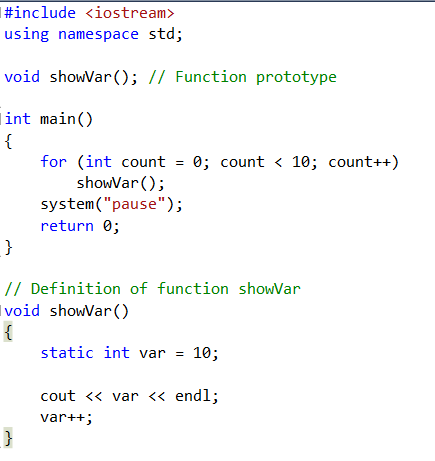 #include <iostream>
using namespace std;
void showVar(); // Function prototype
int main()
{
for (int count = 0; count < 10; count++)
showVar();
system("pause");
return 0;
}
// Definition of function showVar
void showVar()
{
static int var = 10;
cout << var << endl;
var++;
}